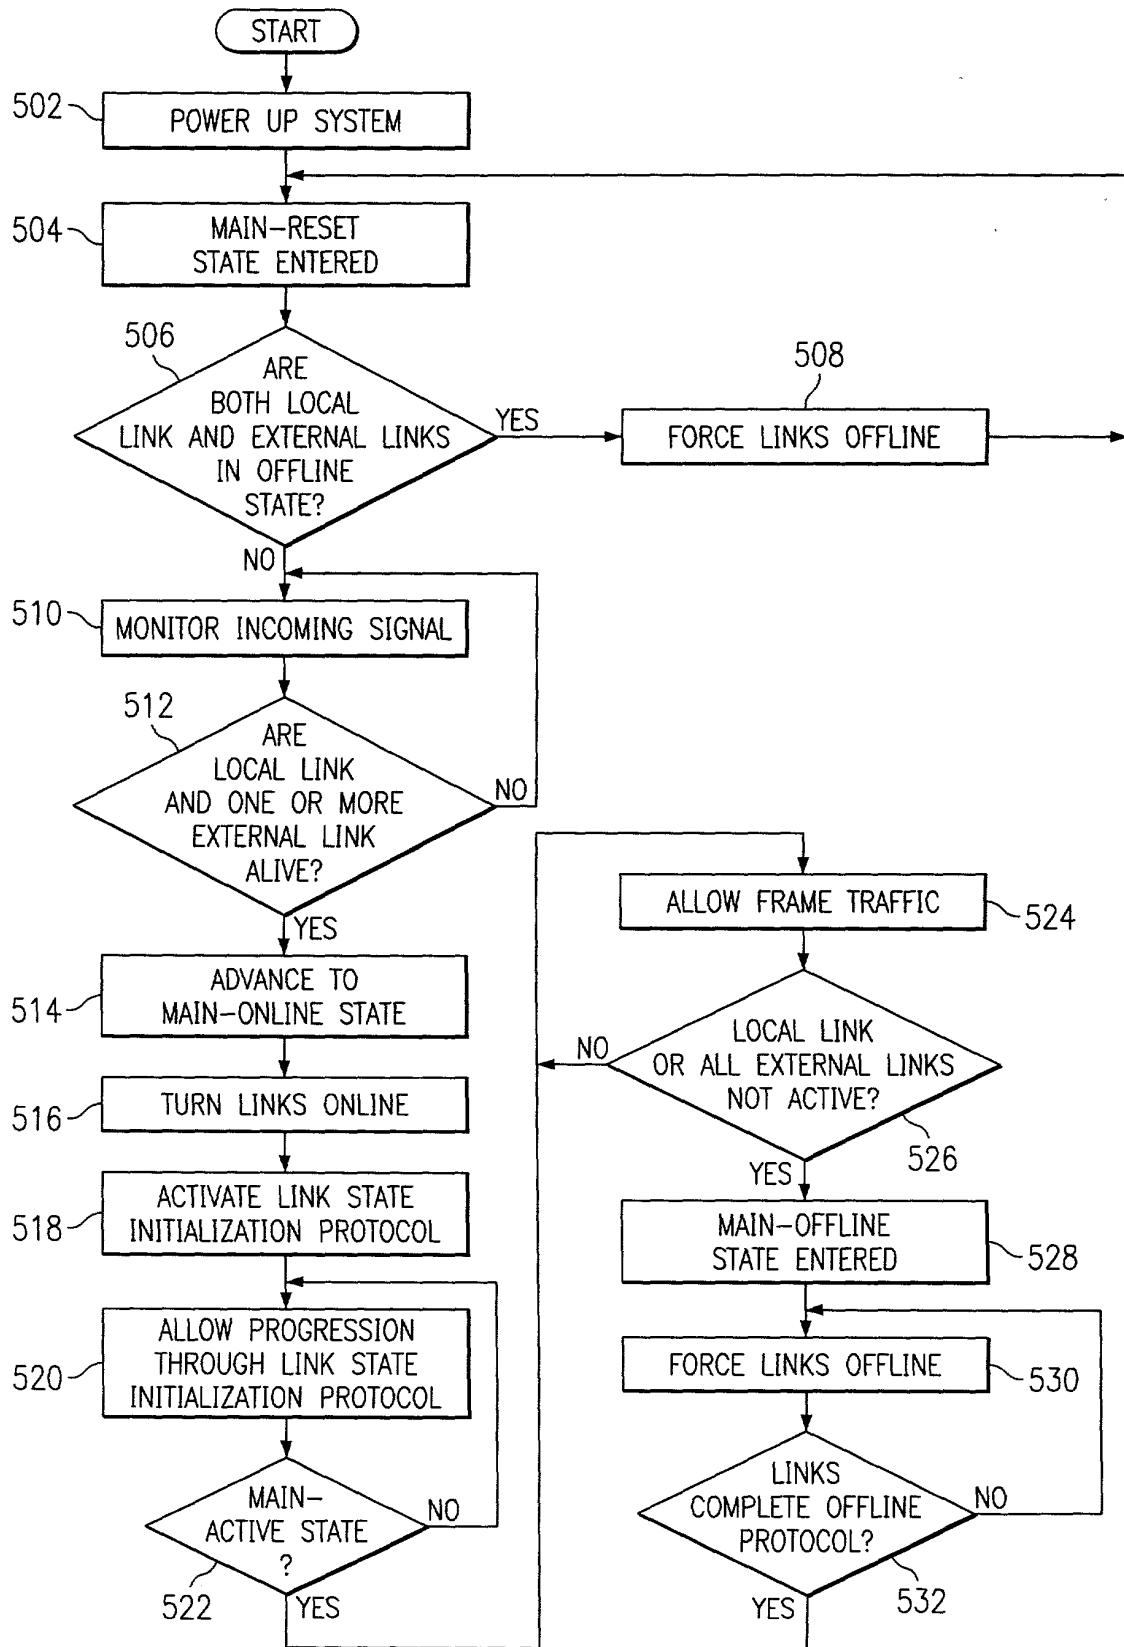 START
502
POWER UP SYSTEM
504
MAIN-RESET
STATE ENTERED
506
ARE
BOTH LOCAL
LINK AND EXTERNAL LINKS
IN OFFLINE
STATE?
YES
508
FORCE LINKS OFFLINE
NO
510
MONITOR INCOMING SIGNAL
512
ARE
LOCAL LINK
AND ONE OR MORE
EXTERNAL LINK
ALIVE?
NO
YES
514
ADVANCE TO
MAIN-ONLINE STATE
516
TURN LINKS ONLINE
518
ACTIVATE LINK STATE
INITIALIZATION PROTOCOL
520
ALLOW PROGRESSION
THROUGH LINK STATE
INITIALIZATION PROTOCOL
MAIN-
ACTIVE STATE
?
NO
522
YES
ALLOW FRAME TRAFFIC
524
LOCAL LINK
OR ALL EXTERNAL LINKS
NOT ACTIVE?
NO
526
YES
MAIN-OFFLINE
STATE ENTERED
528
FORCE LINKS OFFLINE
530
LINKS
COMPLETE OFFLINE
PROTOCOL?
NO
532
YES